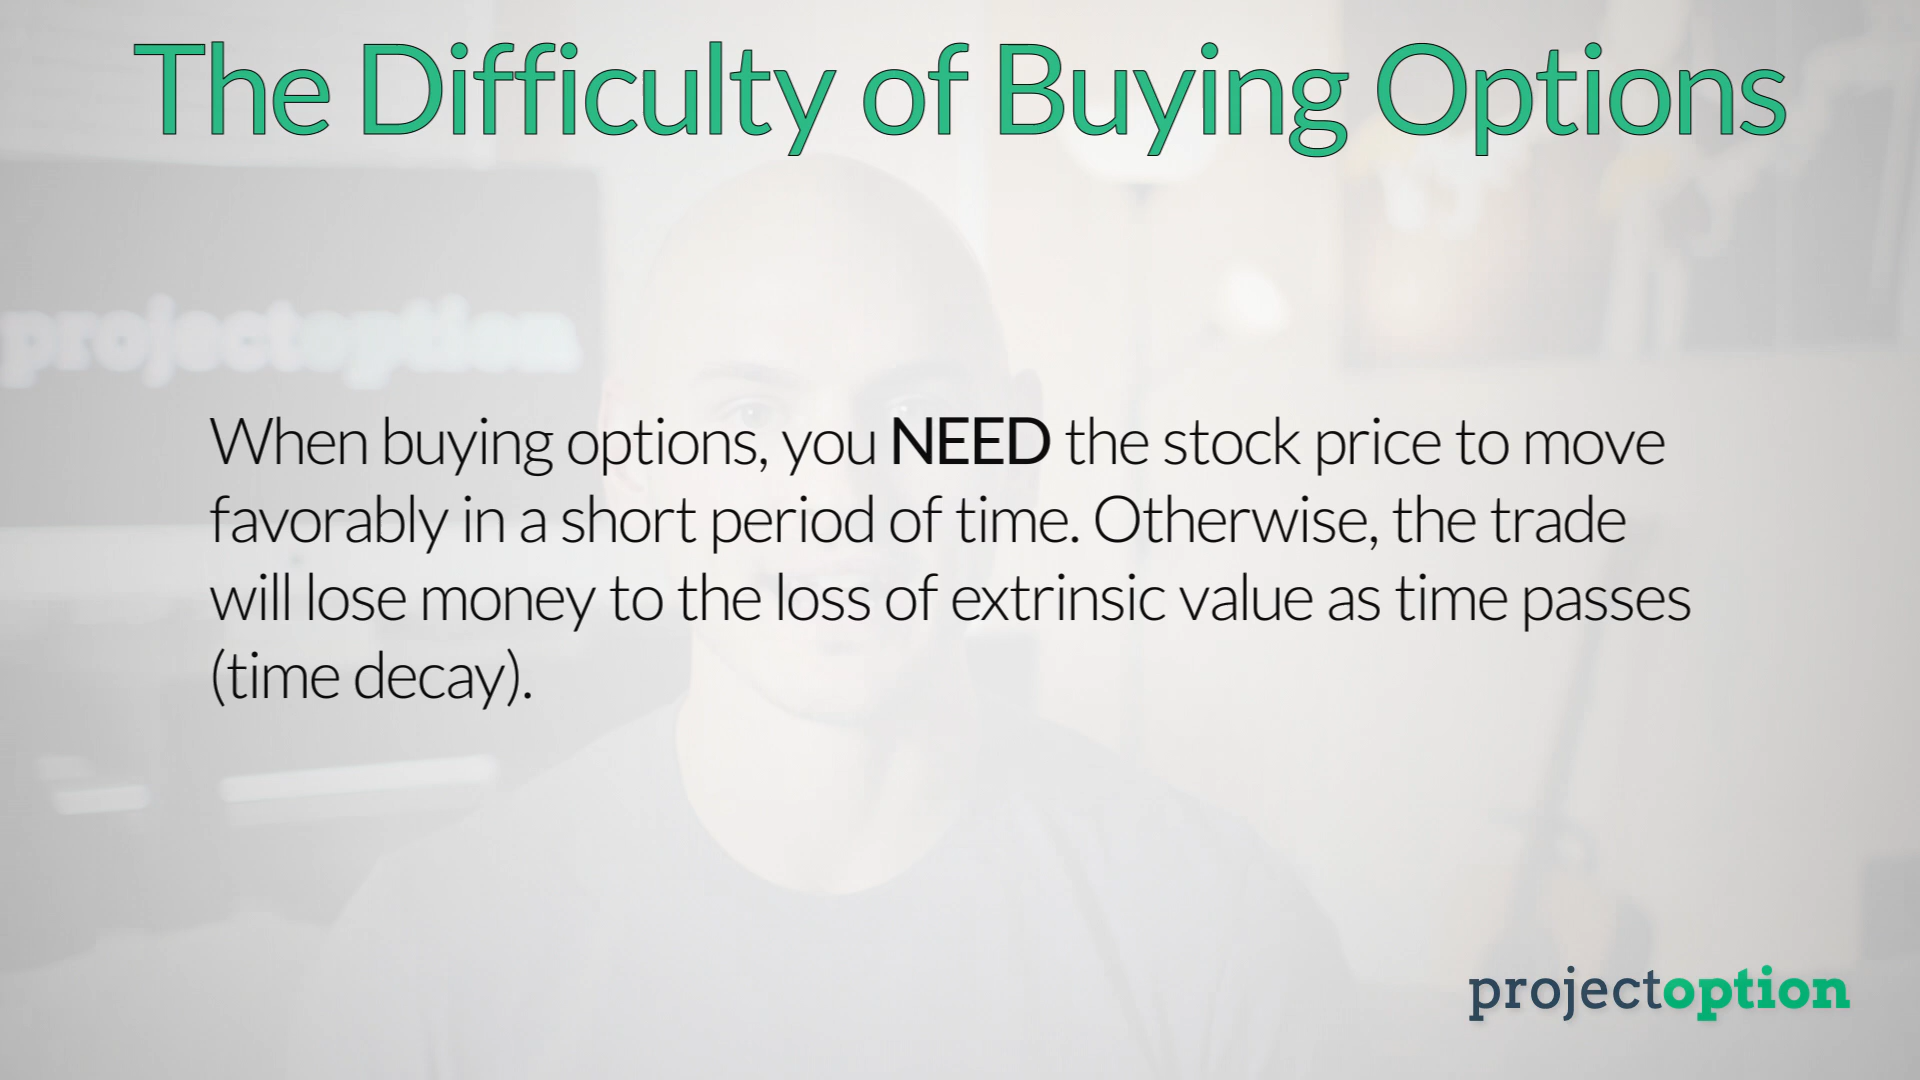 The Difficulty of Buying Options
projectoption
When buying options, you NEED the stock price to move
favorably in a short period of time. Otherwise, the trade
will lose money to the loss of extrinsic value as time passes
(time decay).
projectoption